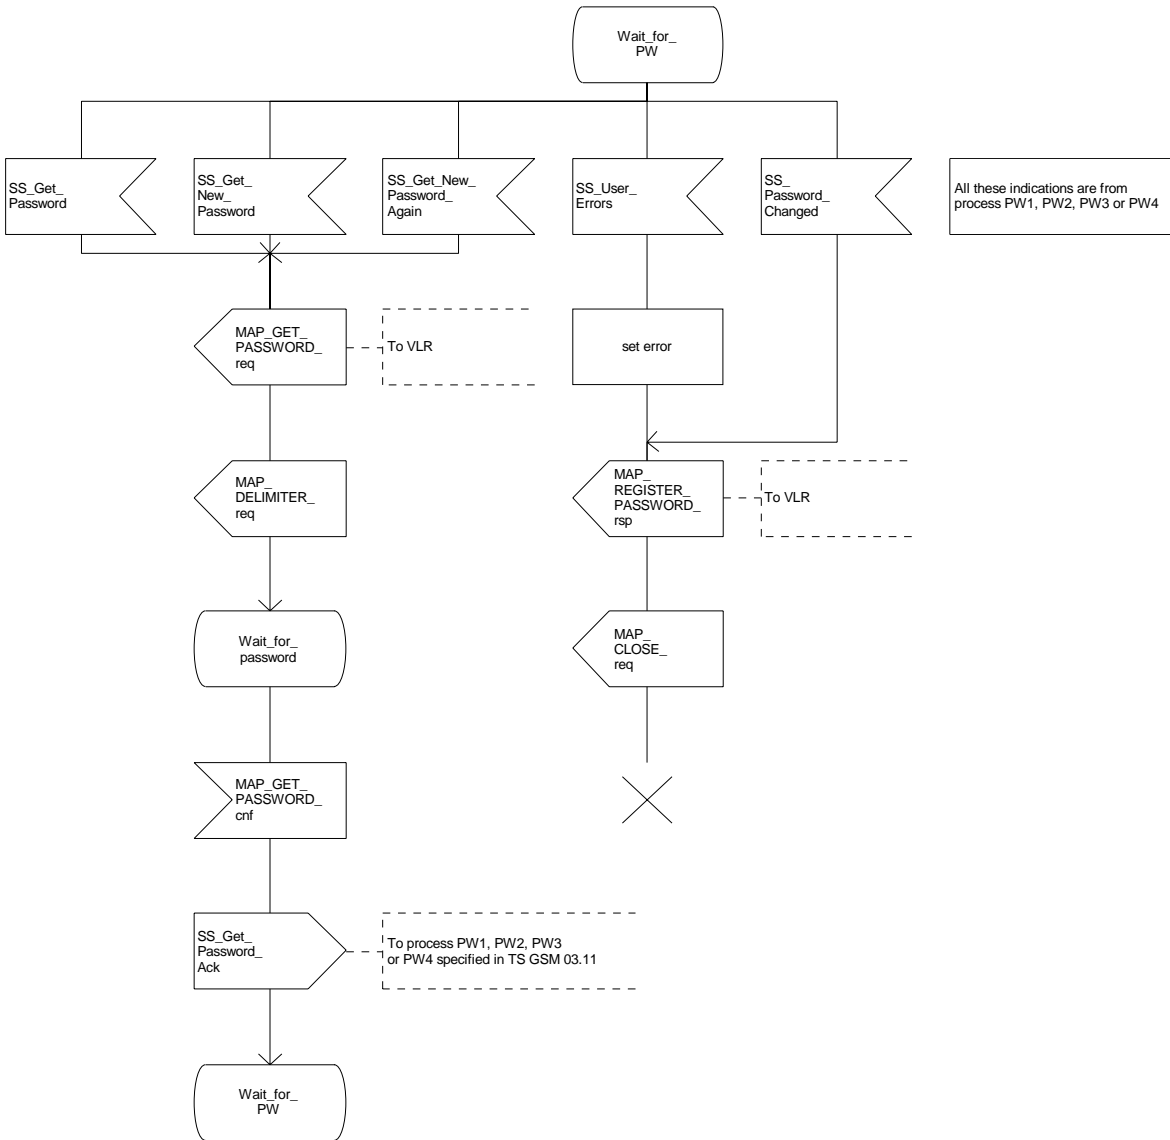 Wait_for_
PW
SS_Get_
Password
SS_Get_
New_
Password
SS_Get_New_
Password_
Again
SS_User_
Errors
SS_
Password_
Changed
All these indications are from
process PW1, PW2, PW3 or PW4
MAP_GET_
PASSWORD_
req
To VLR
set error
MAP_
DELIMITER_
req
MAP_
REGISTER_
PASSWORD_
rsp
To VLR
Wait_for_
password
MAP_
CLOSE_
req
MAP_GET_
PASSWORD_
cnf
SS_Get_
Password_
Ack
To process PW1, PW2, PW3
or PW4 specified in TS GSM 03.11
Wait_for_
PW